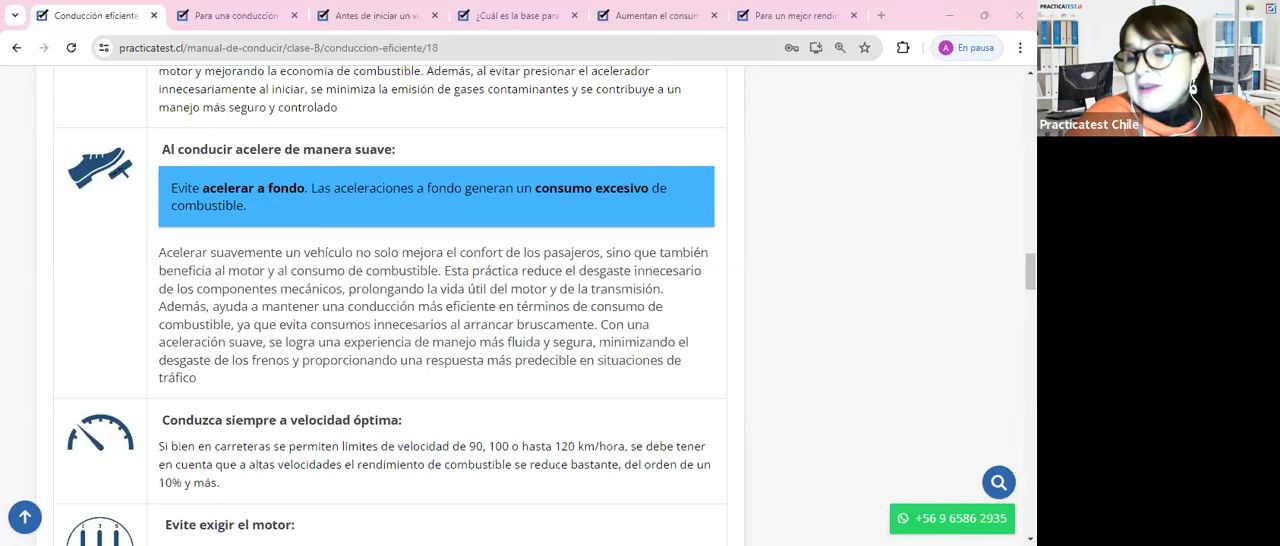 Conducción eficiente
Para una conducción
Antes de iniciar un vi
¿Cuál es la base para
Aumentan el consum
Para un mejor rendin
practicatest.cl/manual-de-conducir/clase-B/conduccion-eficiente/18
A En pausa
motor y mejorando la economía de combustible. Además, al evitar presionar el acelerador
innecesariamente al iniciar, se minimiza la emisión de gases contaminantes y se contribuye a un
manejo más seguro y controlado
Al conducir acelere de manera suave:
Evite acelerar a fondo. Las aceleraciones a fondo generan un consumo excesivo de
combustible.
Acelerar suavemente un vehículo no solo mejora el confort de los pasajeros, sino que también
beneficia al motor y al consumo de combustible. Esta práctica reduce el desgaste innecesario
de los componentes mecánicos, prolongando la vida útil del motor y de la transmisión.
Además, ayuda a mantener una conducción más eficiente en términos de consumo de
combustible, ya que evita consumos innecesarios al arrancar bruscamente. Con una
aceleración suave, se logra una experiencia de manejo más fluida y segura, minimizando el
desgaste de los frenos y proporcionando una respuesta más predecible en situaciones de
tráfico
Conduzca siempre a velocidad óptima:
Si bien en carreteras se permiten límites de velocidad de 90, 100 o hasta 120 km/hora, se debe tener
en cuenta que a altas velocidades el rendimiento de combustible se reduce bastante, del orden de un
10% y más.
1 3 5
Evite exigir el motor:
+56 9 6586 2935
PRACTICATEST.cl
Practicatest Chile